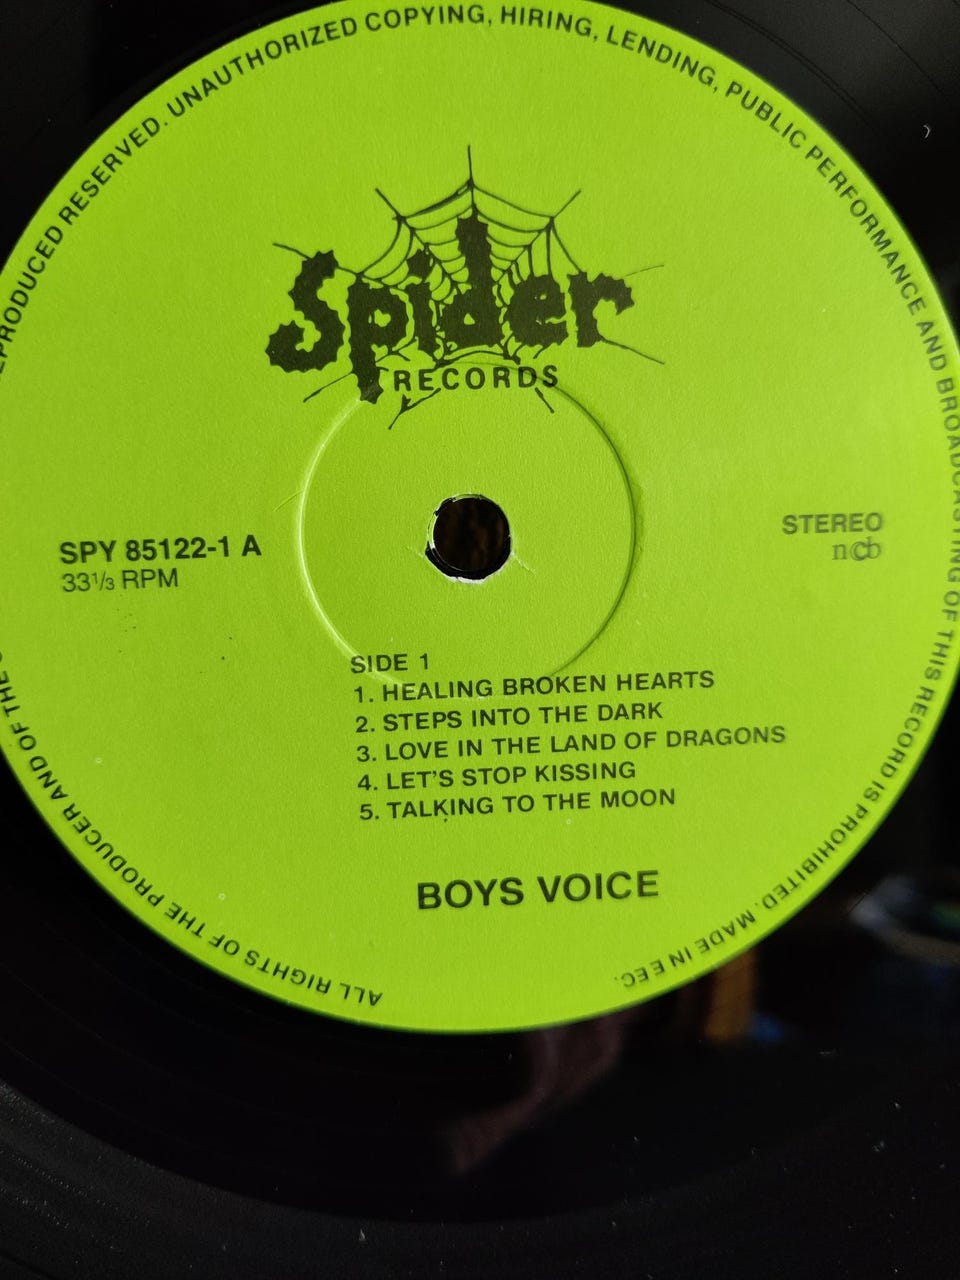 ALL RIGHTS OF THE PRODUCER AND OF THE
REPRODUCED RESERVED. UNAUTHORIZED COPYING, HIRING, LENDING, PUBLIC PERFORMANCE AND BROADCASTING OF THIS RECORD IS PROHIBITED. MADE IN EEC.
Spider
RECORDS
SPY 85122-1 A
33 1/3 RPM
STEREO
n©b
SIDE 1
1. HEALING BROKEN HEARTS
2. STEPS INTO THE DARK
3. LOVE IN THE LAND OF DRAGONS
4. LET'S STOP KISSING
5. TALKING TO THE MOON
BOYS VOICE